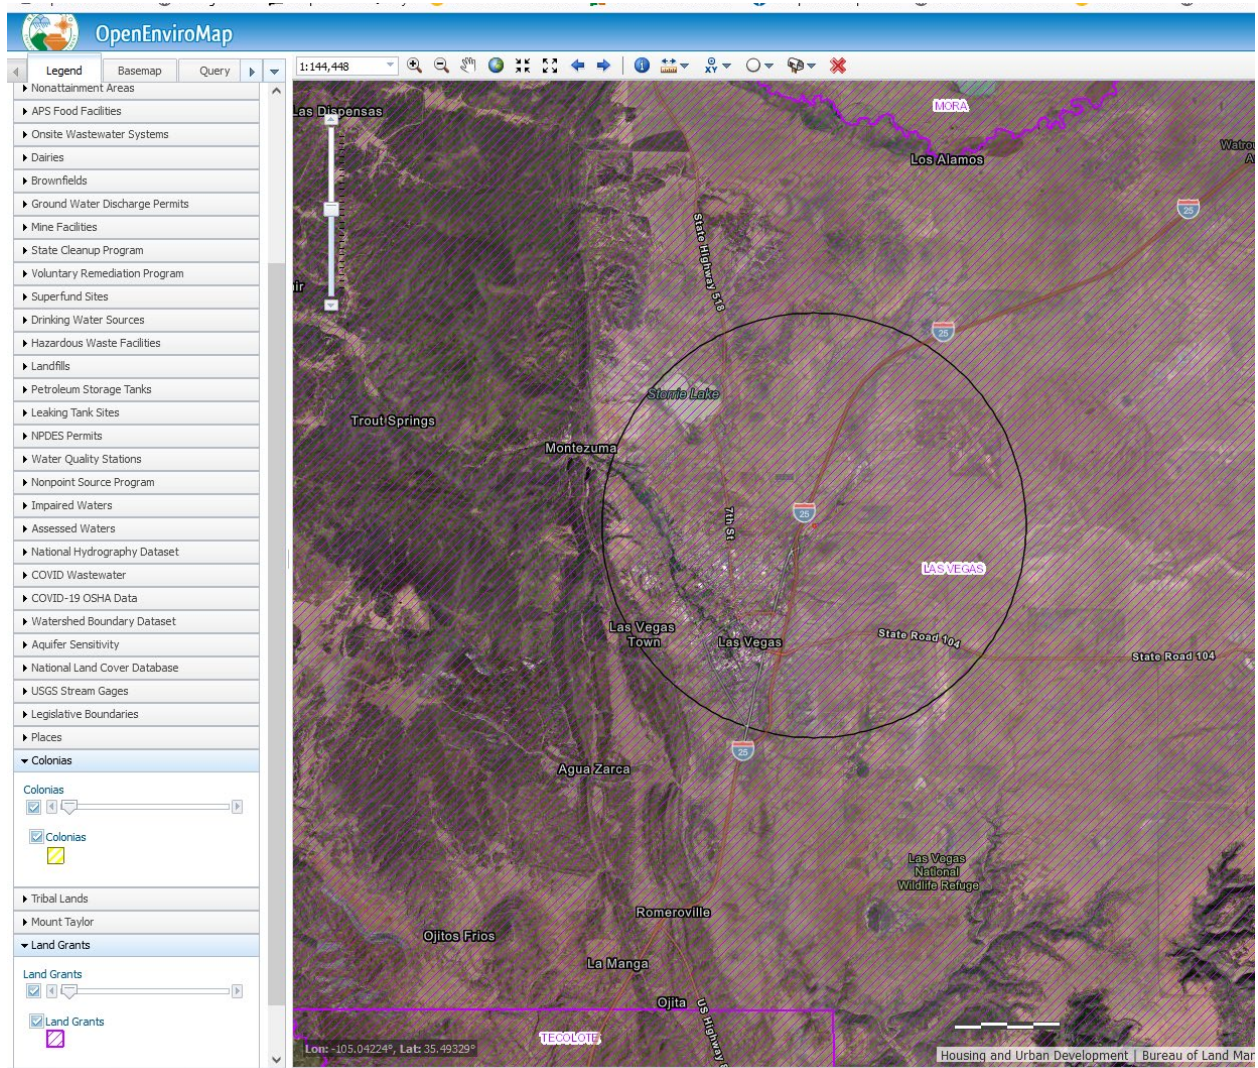 OpenEnviroMap
Legend
Basemap
Query
1:144,448
Nonattainment Areas
APS Food Facilities
Onsite Wastewater Systems
Dairies
Brownfields
Ground Water Discharge Permits
Mine Facilities
State Cleanup Program
Voluntary Remediation Program
Superfund Sites
Drinking Water Sources
Hazardous Waste Facilities
Landfills
Petroleum Storage Tanks
Leaking Tank Sites
NPDES Permits
Water Quality Stations
Nonpoint Source Program
Impaired Waters
Assessed Waters
National Hydrography Dataset
COVID Wastewater
COVID-19 OSHA Data
Watershed Boundary Dataset
Aquifer Sensitivity
National Land Cover Database
USGS Stream Gages
Legislative Boundaries
Places
Colonias
Colonias
Colonias
Tribal Lands
Mount Taylor
Land Grants
Land Grants
Land Grants
Las Dispensas
MORA
Los Alamos
25
State Highway 518
25
Storrie Lake
Trout Springs
Montezuma
7th St
25
LAS VEGAS
Las Vegas
Town
Las Vegas
State Road 104
State Road 104
25
Agua Zarca
Las Vegas
National
Wildlife Refuge
Romeroville
Ojitos Frios
La Manga
Ojita
US Highway
TECOLOTE
Lon: -105.04224°, Lat: 35.49329°
Housing and Urban Development | Bureau of Land